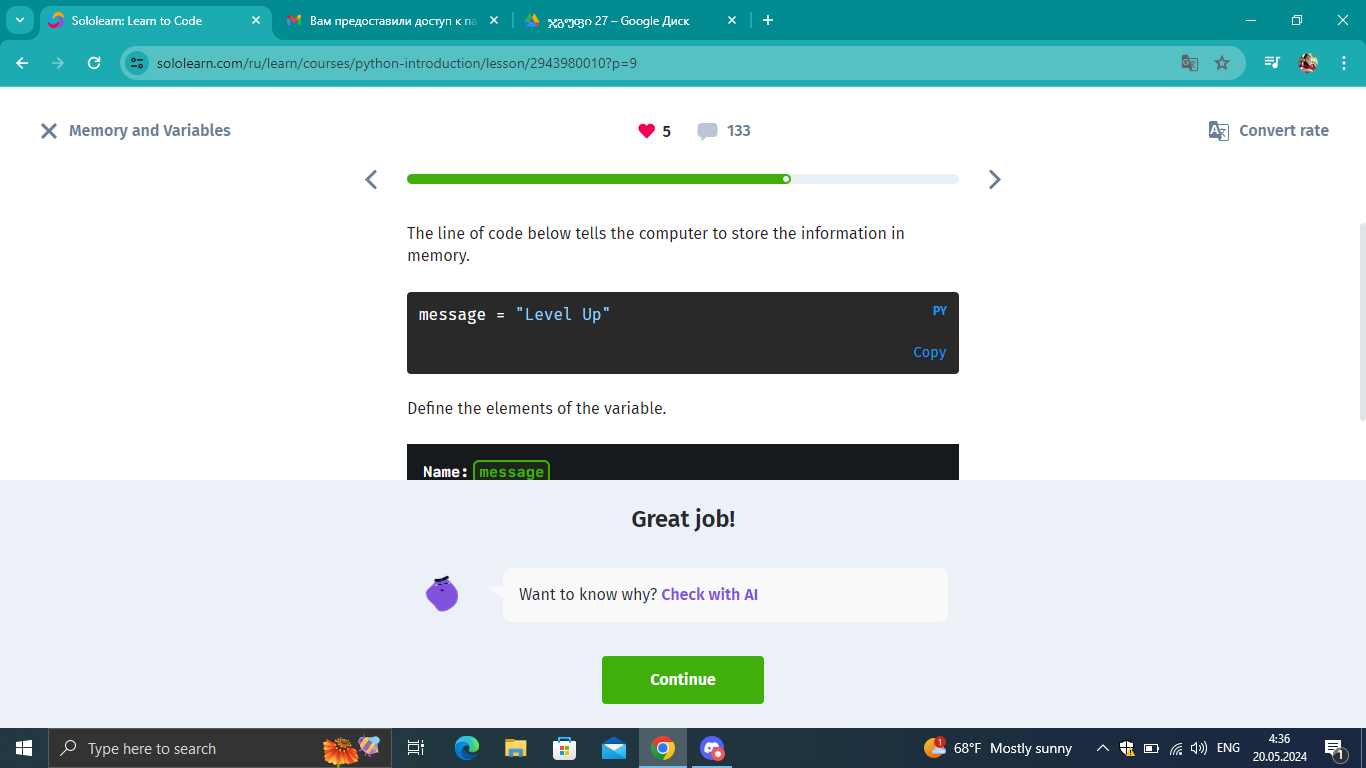 Sololearn: Learn to Code
Вам предоставили доступ к па
ჯგუფი 27 – Google Диск
sololearn.com/ru/learn/courses/python-introduction/lesson/2943980010?p=9
Memory and Variables
5
133
Convert rate
The line of code below tells the computer to store the information in
memory.
message = "Level Up"
PY
Copy
Define the elements of the variable.
Name: message
Great job!
Want to know why? Check with AI
Continue
Type here to search
1
68°F Mostly sunny
ENG
4:36
20.05.2024
1